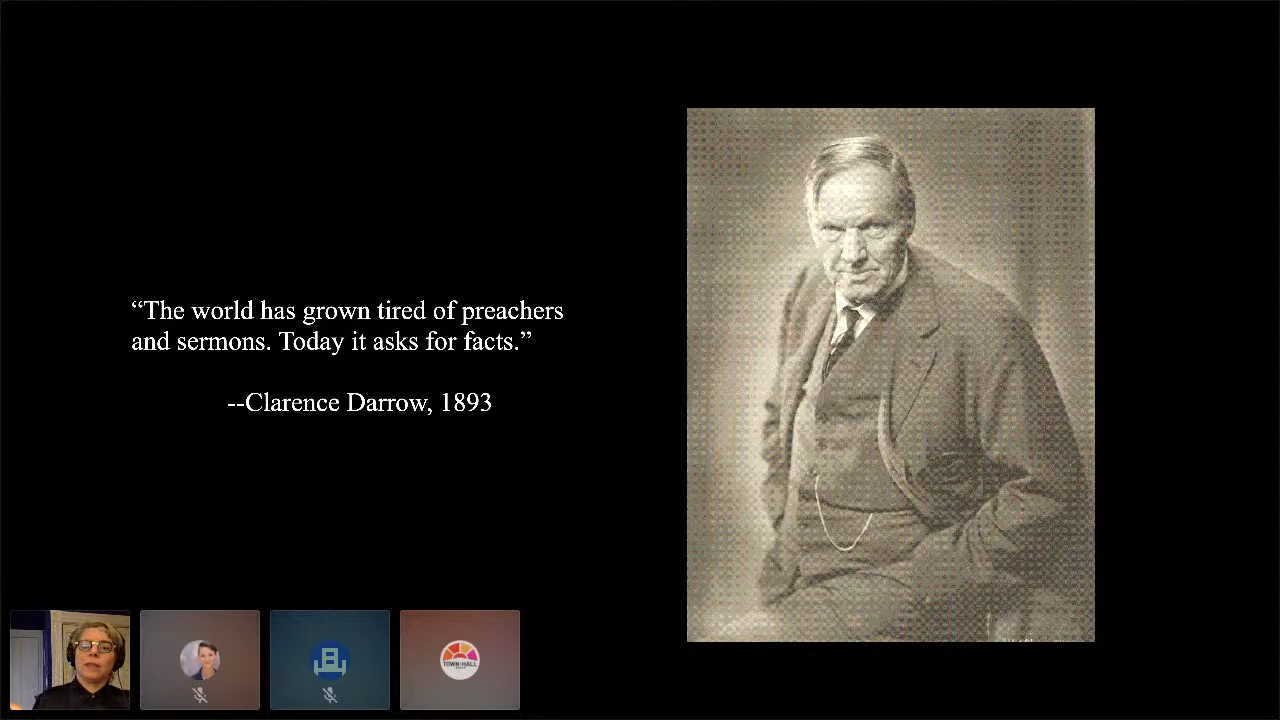 “The world has grown tired of preachers
and sermons. Today it asks for facts.”
--Clarence Darrow, 1893
TOWN HALL